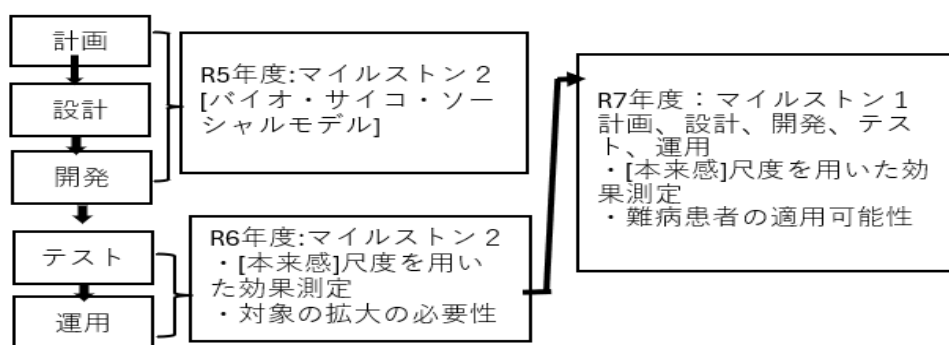 計画
設計
開発
テスト
運用
R5年度:マイルストン２
[バイオ・サイコ・ソー
シャルモデル]
R6年度:マイルストン２
・[本来感]尺度を用い
た効果測定
・対象の拡大の必要性
R7年度：マイルストン１
計画、設計、開発、テス
ト、運用
・[本来感]尺度を用いた効
果測定
・難病患者の適用可能性